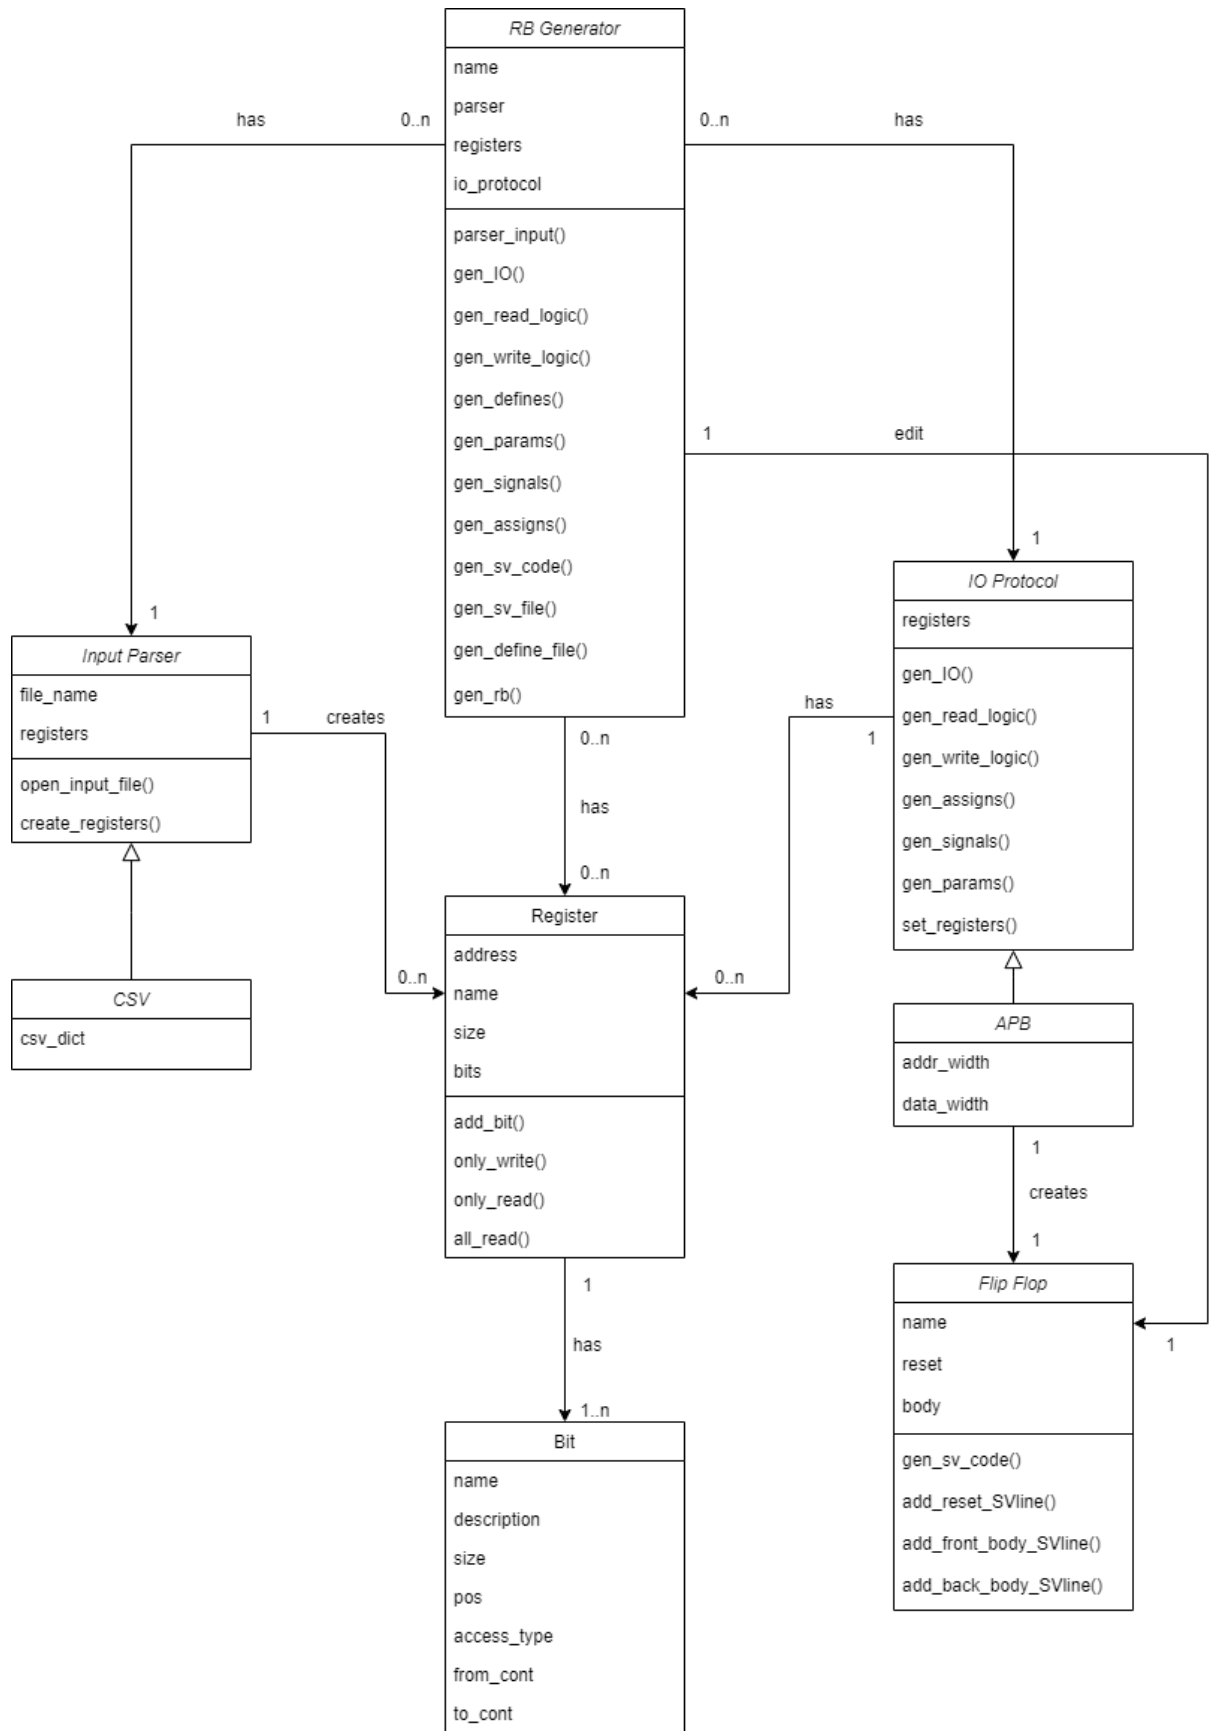 RB Generator
name
parser
registers
io_protocol
parser_input()
gen_IO()
gen_read_logic()
gen_write_logic()
gen_defines()
gen_params()
gen_signals()
gen_assigns()
gen_sv_code()
gen_sv_file()
gen_define_file()
gen_rb()
has
0..n
1
0..n
has
1
1
edit
1
Input Parser
file_name
registers
open_input_file()
create_registers()
1
creates
0..n
CSV
csv_dict
0..n
has
0..n
IO Protocol
registers
gen_IO()
gen_read_logic()
gen_write_logic()
gen_assigns()
gen_signals()
gen_params()
set_registers()
has
1
0..n
Register
address
name
size
bits
add_bit()
only_write()
only_read()
all_read()
APB
addr_width
data_width
1
creates
1
1
has
1..n
Flip Flop
name
reset
body
gen_sv_code()
add_reset_SVline()
add_front_body_SVline()
add_back_body_SVline()
Bit
name
description
size
pos
access_type
from_cont
to_cont